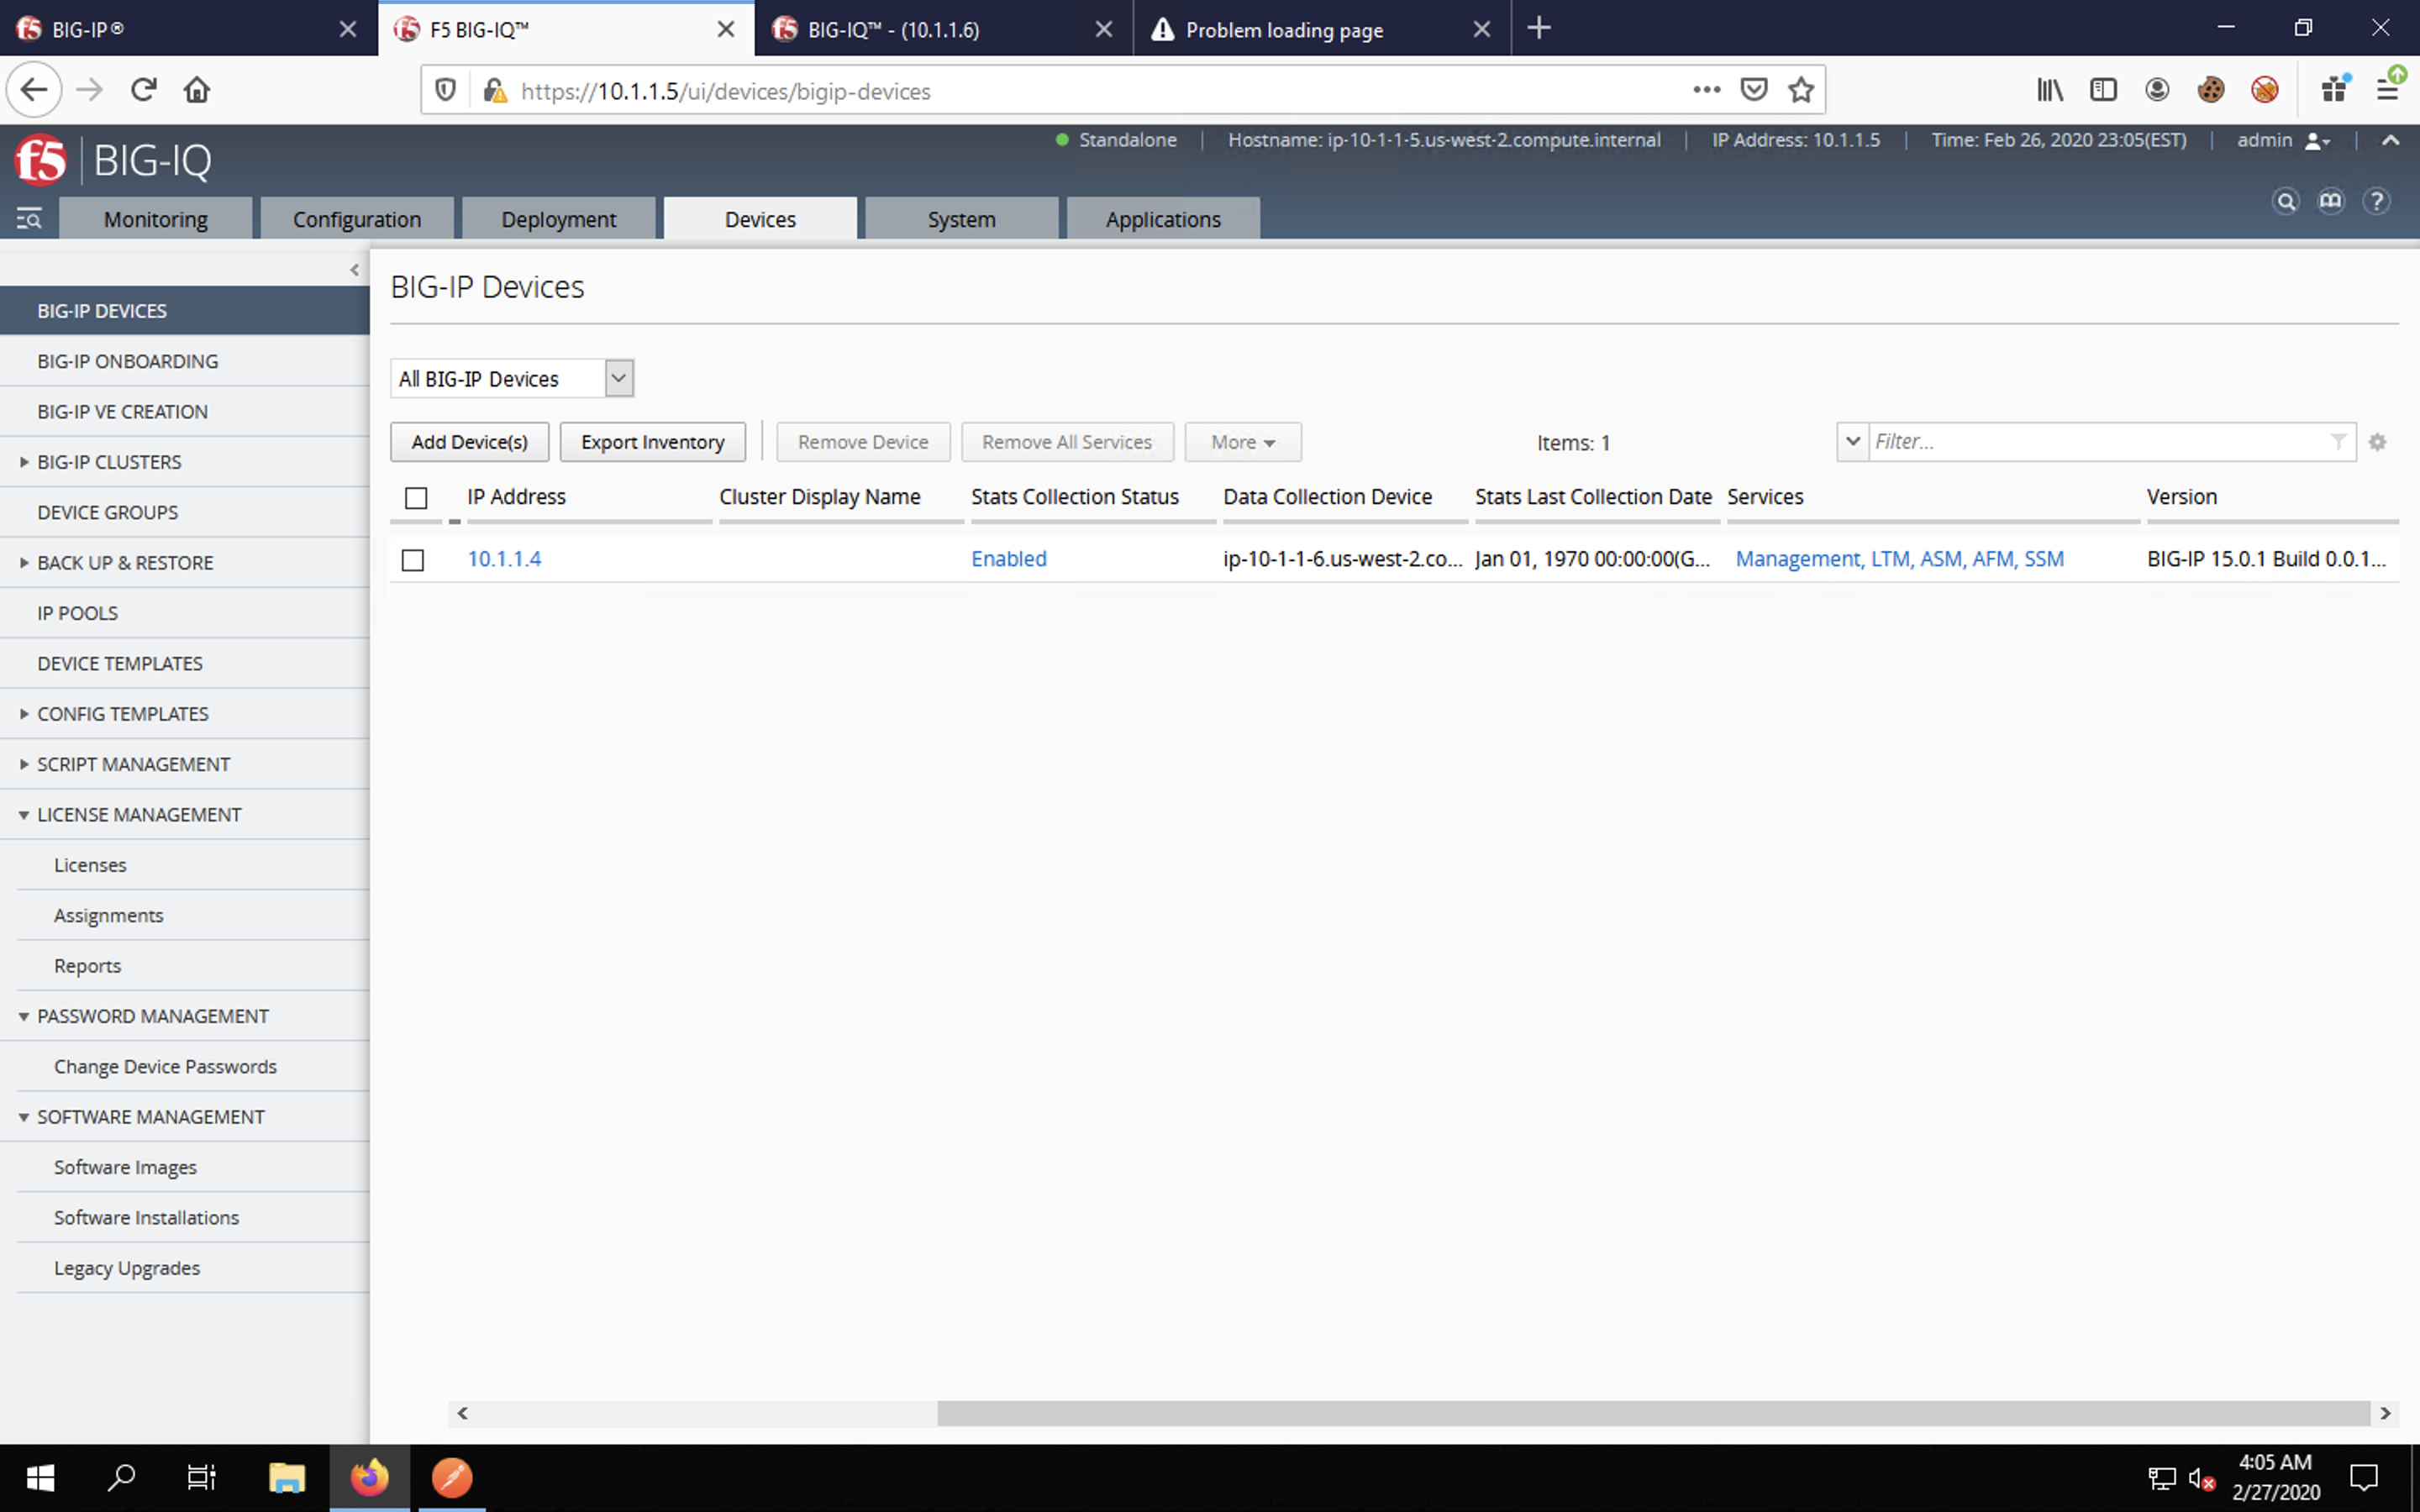 BIG-IP®
F5 BIG-IQ™
BIG-IQ™ - (10.1.1.6)
Problem loading page
https://10.1.1.5/ui/devices/bigip-devices
f5 BIG-IQ
Standalone
Hostname: ip-10-1-1-5.us-west-2.compute.internal
IP Address: 10.1.1.5
Time: Feb 26, 2020 23:05(EST)
admin
Monitoring
Configuration
Deployment
Devices
System
Applications
BIG-IP DEVICES
BIG-IP ONBOARDING
BIG-IP VE CREATION
BIG-IP CLUSTERS
DEVICE GROUPS
BACK UP & RESTORE
IP POOLS
DEVICE TEMPLATES
CONFIG TEMPLATES
SCRIPT MANAGEMENT
LICENSE MANAGEMENT
Licenses
Assignments
Reports
PASSWORD MANAGEMENT
Change Device Passwords
SOFTWARE MANAGEMENT
Software Images
Software Installations
Legacy Upgrades
BIG-IP Devices
All BIG-IP Devices
Add Device(s)
Export Inventory
Remove Device
Remove All Services
More
Items: 1
Filter...
IP Address
Cluster Display Name
Stats Collection Status
Data Collection Device
Stats Last Collection Date
Services
Version
10.1.1.4
Enabled
ip-10-1-1-6.us-west-2.co...
Jan 01, 1970 00:00:00(G...
Management, LTM, ASM, AFM, SSM
BIG-IP 15.0.1 Build 0.0.1...
4:05 AM
2/27/2020